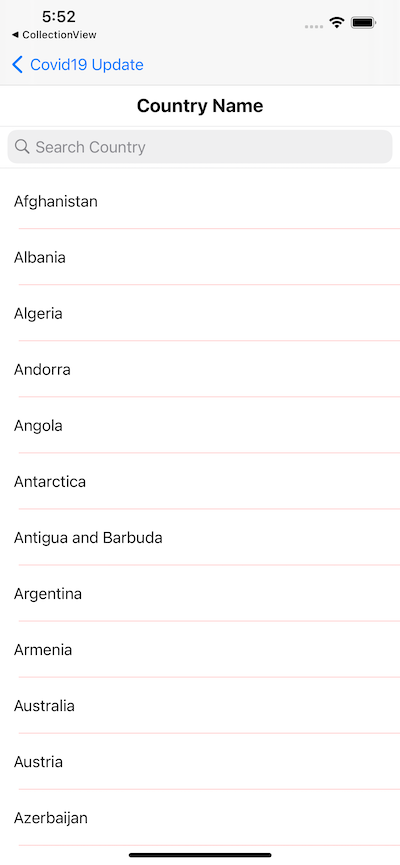 5:52
CollectionView
Covid19 Update
Country Name
Search Country
Afghanistan
Albania
Algeria
Andorra
Angola
Antarctica
Antigua and Barbuda
Argentina
Armenia
Australia
Austria
Azerbaijan